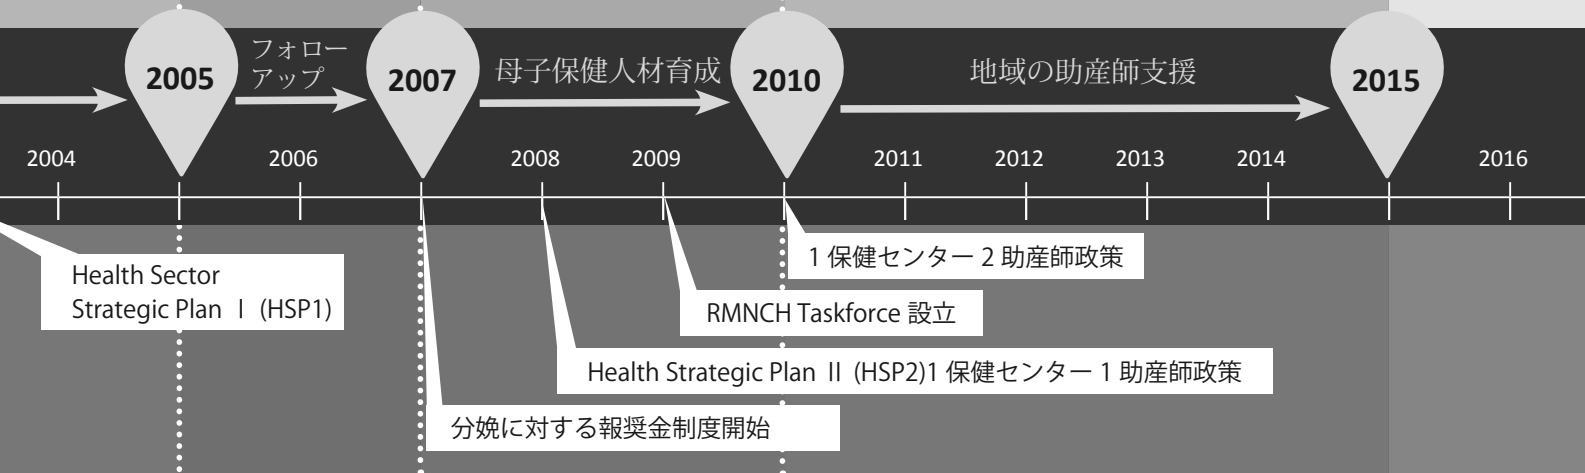 フォロー
アップ
母子保健人材育成
地域の助産師支援
2005
2007
2010
2015
2004
2006
2008
2009
2011
2012
2013
2014
2016
1 保健センター 2 助産師政策
Health Sector
Strategic Plan Ⅰ (HSP1)
RMNCH Taskforce 設立
Health Strategic Plan Ⅱ (HSP2)1 保健センター 1 助産師政策
分娩に対する報奨金制度開始